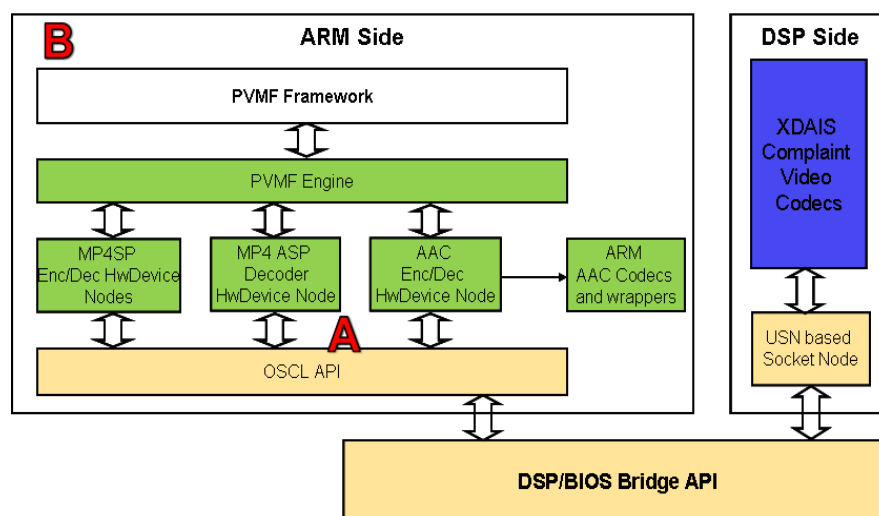 B
ARM Side
PVMF Framework
PVMF Engine
MP4SP
Enc/Dec HwDevice
Nodes
MP4 ASP
Decoder
HwDevice Node
AAC
Enc/Dec
HwDevice Node
ARM
AAC Codecs
and wrappers
A
OSCL API
DSP Side
XDAIS
Complaint
Video
Codecs
USN based
Socket Node
DSP/BIOS Bridge API